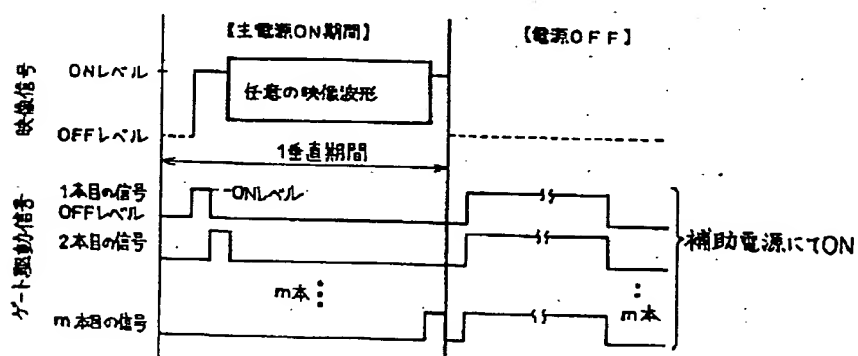 【主電源ON期間】
【電源OFF】
映像信号
ONレベル
任意の映像波形
OFFレベル
1垂直期間
ゲート駆動信号
1本目の信号
ONレベル
OFFレベル
2本目の信号
補助電源にてON
m本
m本
m本目の信号